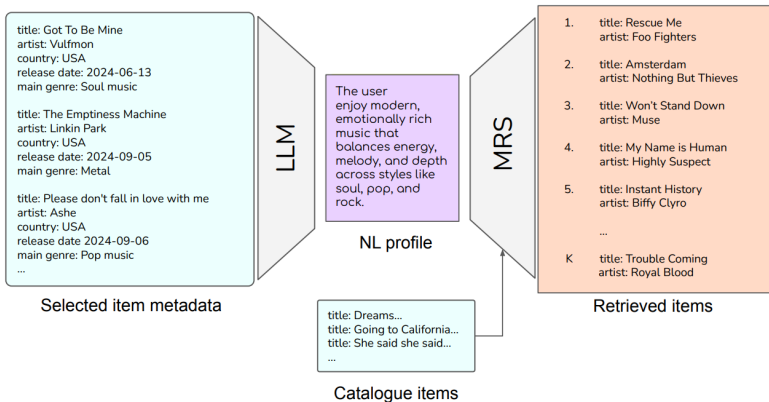 title: Got To Be Mine
artist: Vulfmon
country: USA
release date: 2024-06-13
main genre: Soul music
title: The Emptiness Machine
artist: Linkin Park
country: USA
release date: 2024-09-05
main genre: Metal
title: Please don't fall in love with me
artist: Ashe
country: USA
release date 2024-09-06
main genre: Pop music
...
Selected item metadata
LLM
The user
enjoy modern,
emotionally rich
music that
balances energy,
melody, and depth
across styles like
soul, pop, and
rock.
NL profile
MRS
title: Dreams...
title: Going to California...
title: She said she said...
...
Catalogue items
1. title: Rescue Me
artist: Foo Fighters
2. title: Amsterdam
artist: Nothing But Thieves
3. title: Won't Stand Down
artist: Muse
4. title: My Name is Human
artist: Highly Suspect
5. title: Instant History
artist: Biffy Clyro
...
K title: Trouble Coming
artist: Royal Blood
Retrieved items